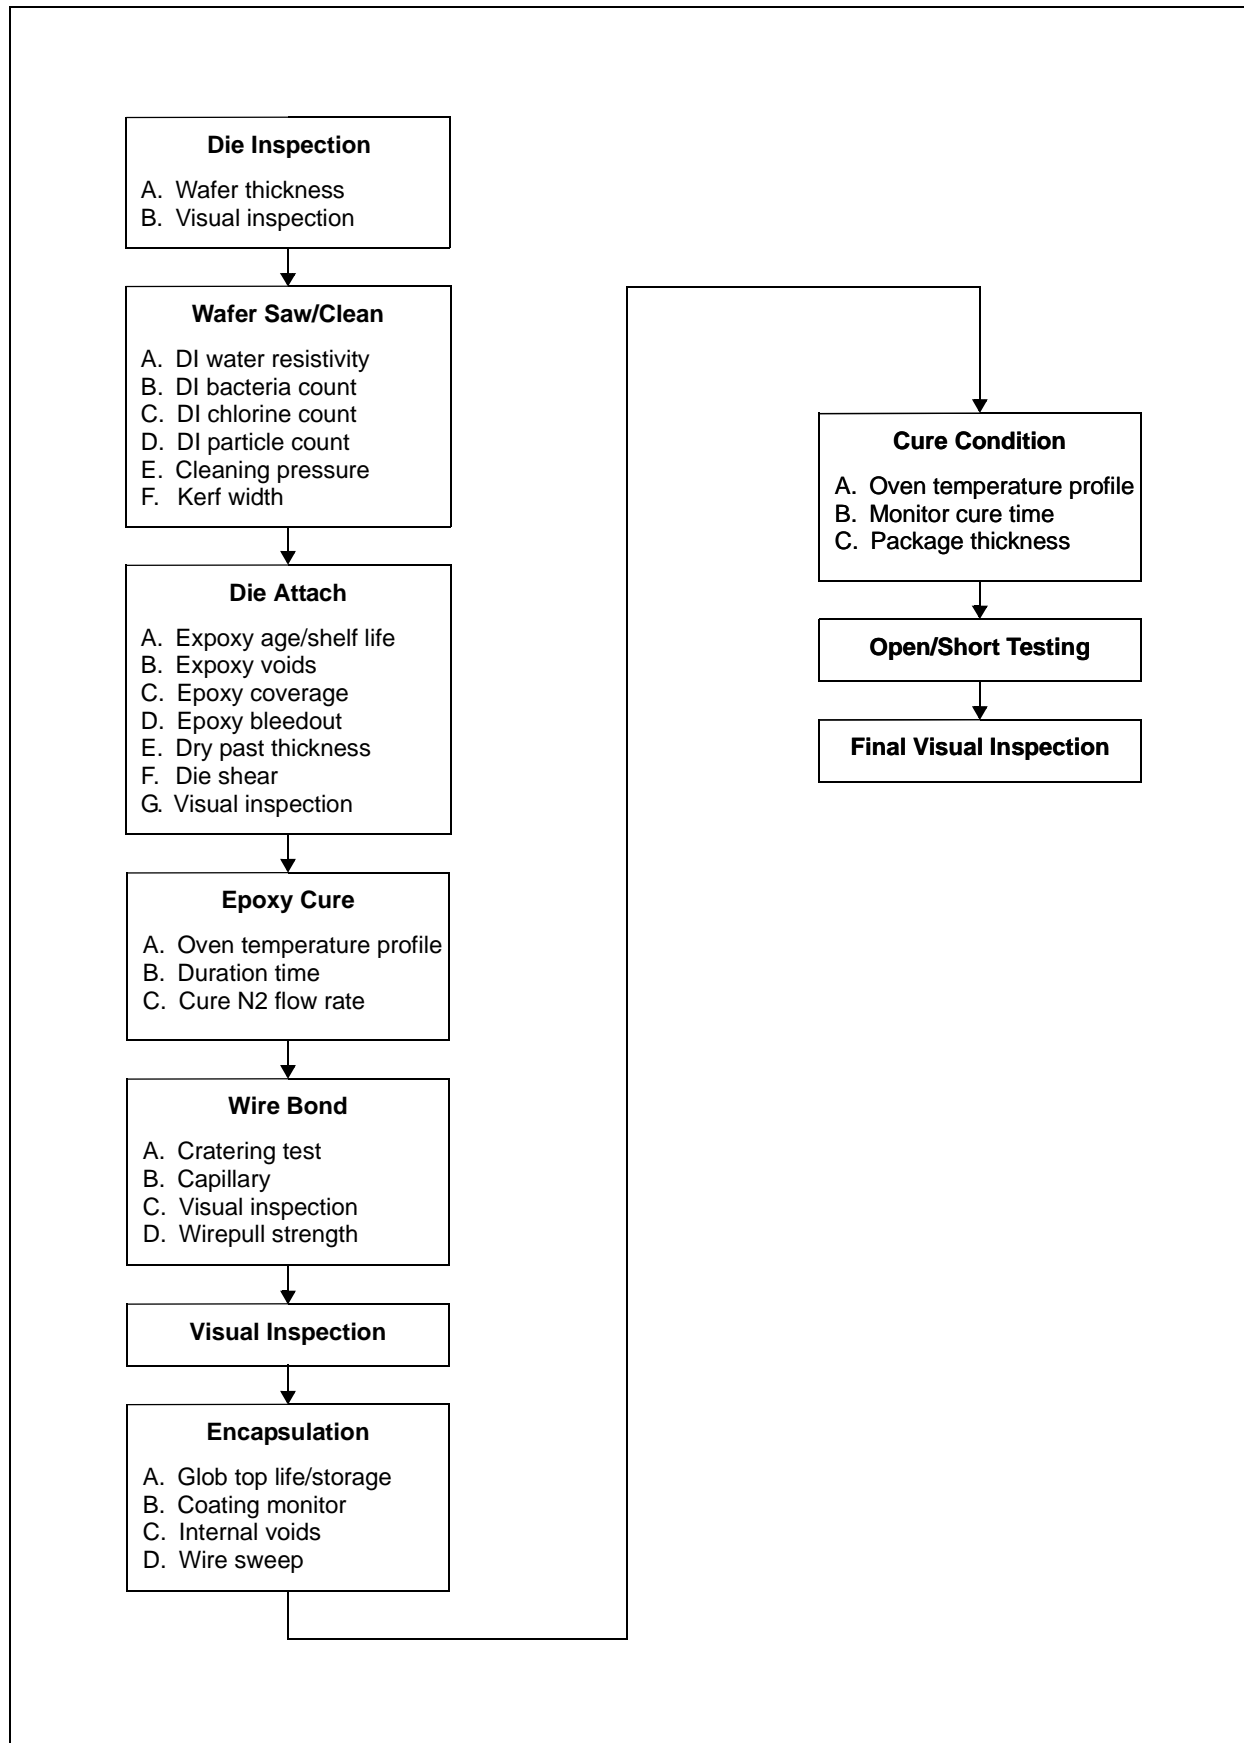 Die Inspection
A. Wafer thickness
B. Visual inspection
Wafer Saw/Clean
A. DI water resistivity
B. DI bacteria count
C. DI chlorine count
D. DI particle count
E. Cleaning pressure
F. Kerf width
Die Attach
A. Expoxy age/shelf life
B. Expoxy voids
C. Epoxy coverage
D. Epoxy bleedout
E. Dry past thickness
F. Die shear
G. Visual inspection
Epoxy Cure
A. Oven temperature profile
B. Duration time
C. Cure N2 flow rate
Wire Bond
A. Cratering test
B. Capillary
C. Visual inspection
D. Wirepull strength
Visual Inspection
Encapsulation
A. Glob top life/storage
B. Coating monitor
C. Internal voids
D. Wire sweep
Cure Condition
A. Oven temperature profile
B. Monitor cure time
C. Package thickness
Open/Short Testing
Final Visual Inspection